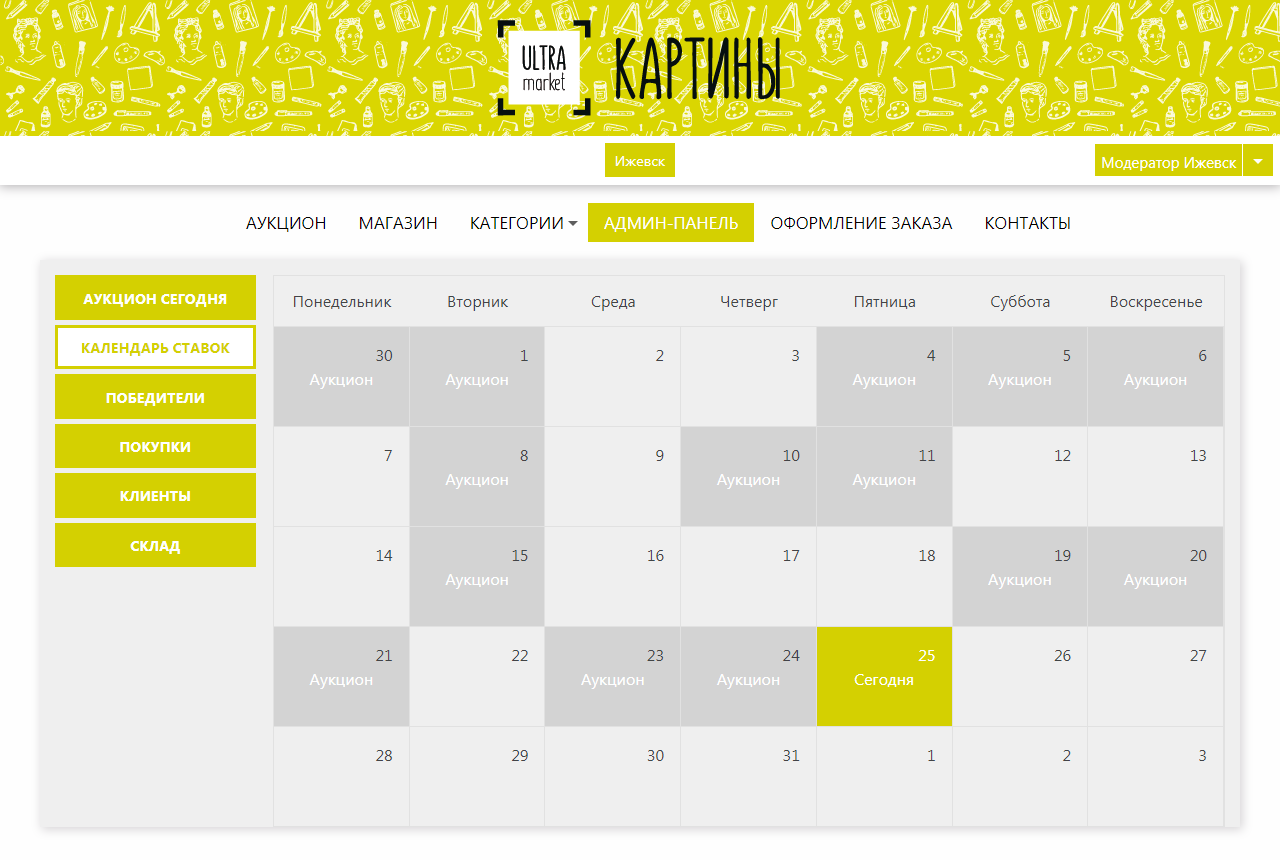 ULTRA
market
КАРТИНЫ
Ижевск
Модератор Ижевск
АУКЦИОН МАГАЗИН КАТЕГОРИИ АДМИН-ПАНЕЛЬ ОФОРМЛЕНИЕ ЗАКАЗА КОНТАКТЫ
АУКЦИОН СЕГОДНЯ
КАЛЕНДАРЬ СТАВОК
ПОБЕДИТЕЛИ
ПОКУПКИ
КЛИЕНТЫ
СКЛАД
Понедельник Вторник Среда Четверг Пятница Суббота Воскресенье
30 1 2 3 4 5 6
Аукцион Аукцион Аукцион Аукцион Аукцион
7 8 9 10 11 12 13
Аукцион Аукцион Аукцион
14 15 16 17 18 19 20
Аукцион Аукцион Аукцион
21 22 23 24 25 26 27
Аукцион Аукцион Аукцион Сегодня
28 29 30 31 1 2 3